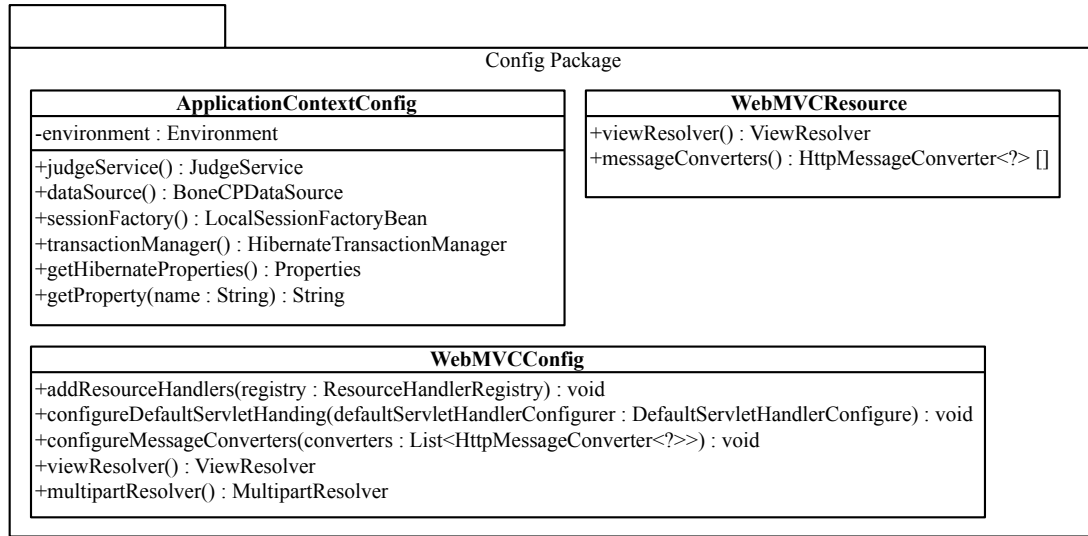 Config Package
ApplicationContextConfig
-environment : Environment
+judgeService() : JudgeService
+dataSource() : BoneCPDataSource
+sessionFactory() : LocalSessionFactoryBean
+transactionManager() : HibernateTransactionManager
+getHibernateProperties() : Properties
+getProperty(name : String) : String
WebMVCResource
+viewResolver() : ViewResolver
+messageConverters() : HttpMessageConverter<?> []
WebMVCConfig
+addResourceHandlers(registry : ResourceHandlerRegistry) : void
+configureDefaultServletHanding(defaultServletHandlerConfigurer : DefaultServletHandlerConfigure) : void
+configureMessageConverters(converters : List<HttpMessageConverter<?>>) : void
+viewResolver() : ViewResolver
+multipartResolver() : MultipartResolver